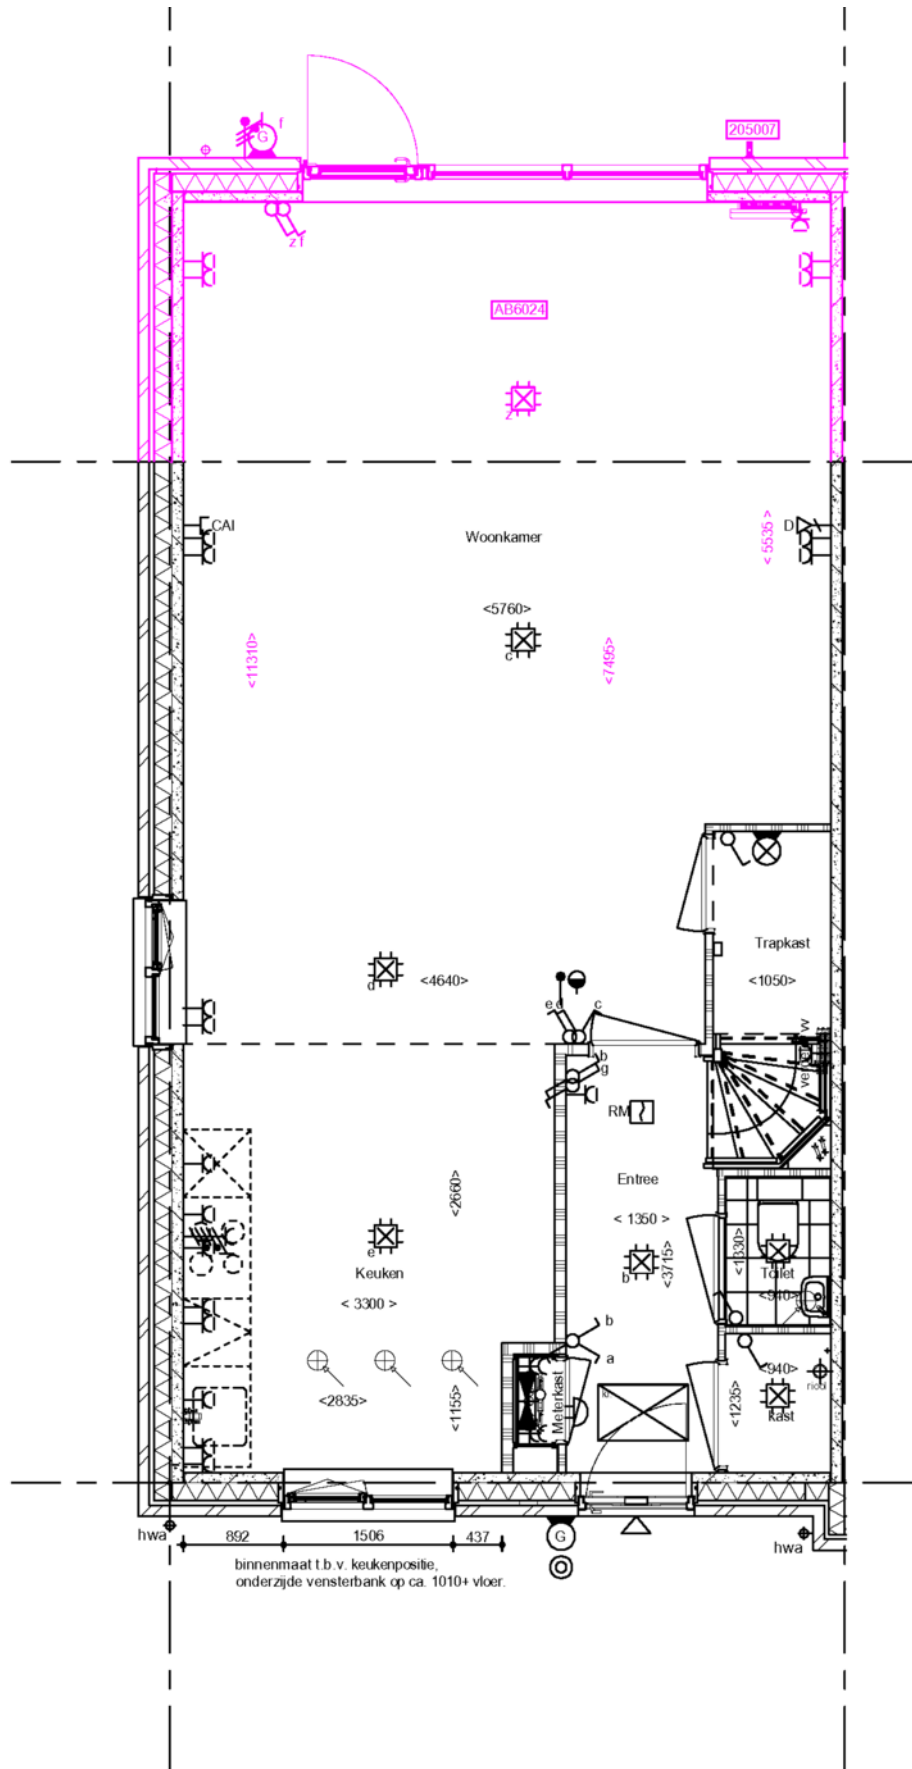 f
G
205007
z f
AB6024
z
CAI
Woonkamer
D
< 5535 >
<5760>
c
<11310>
<7495>
Trapkast
d
<4640>
<1050>
e d
c
b
g
RM
Entree
<2660>
< 1350 >
<3715>
<1330>
e
Keuken
b
Toilet
<940>
< 3300 >
b
a
<940>
riool
<2835>
<1155>
Meterkast
<1235>
kast
hwa
892
1506
437
G
hwa
binnenmaat t.b.v. keukenpositie,
onderzijde vensterbank op ca. 1010+ vloer.